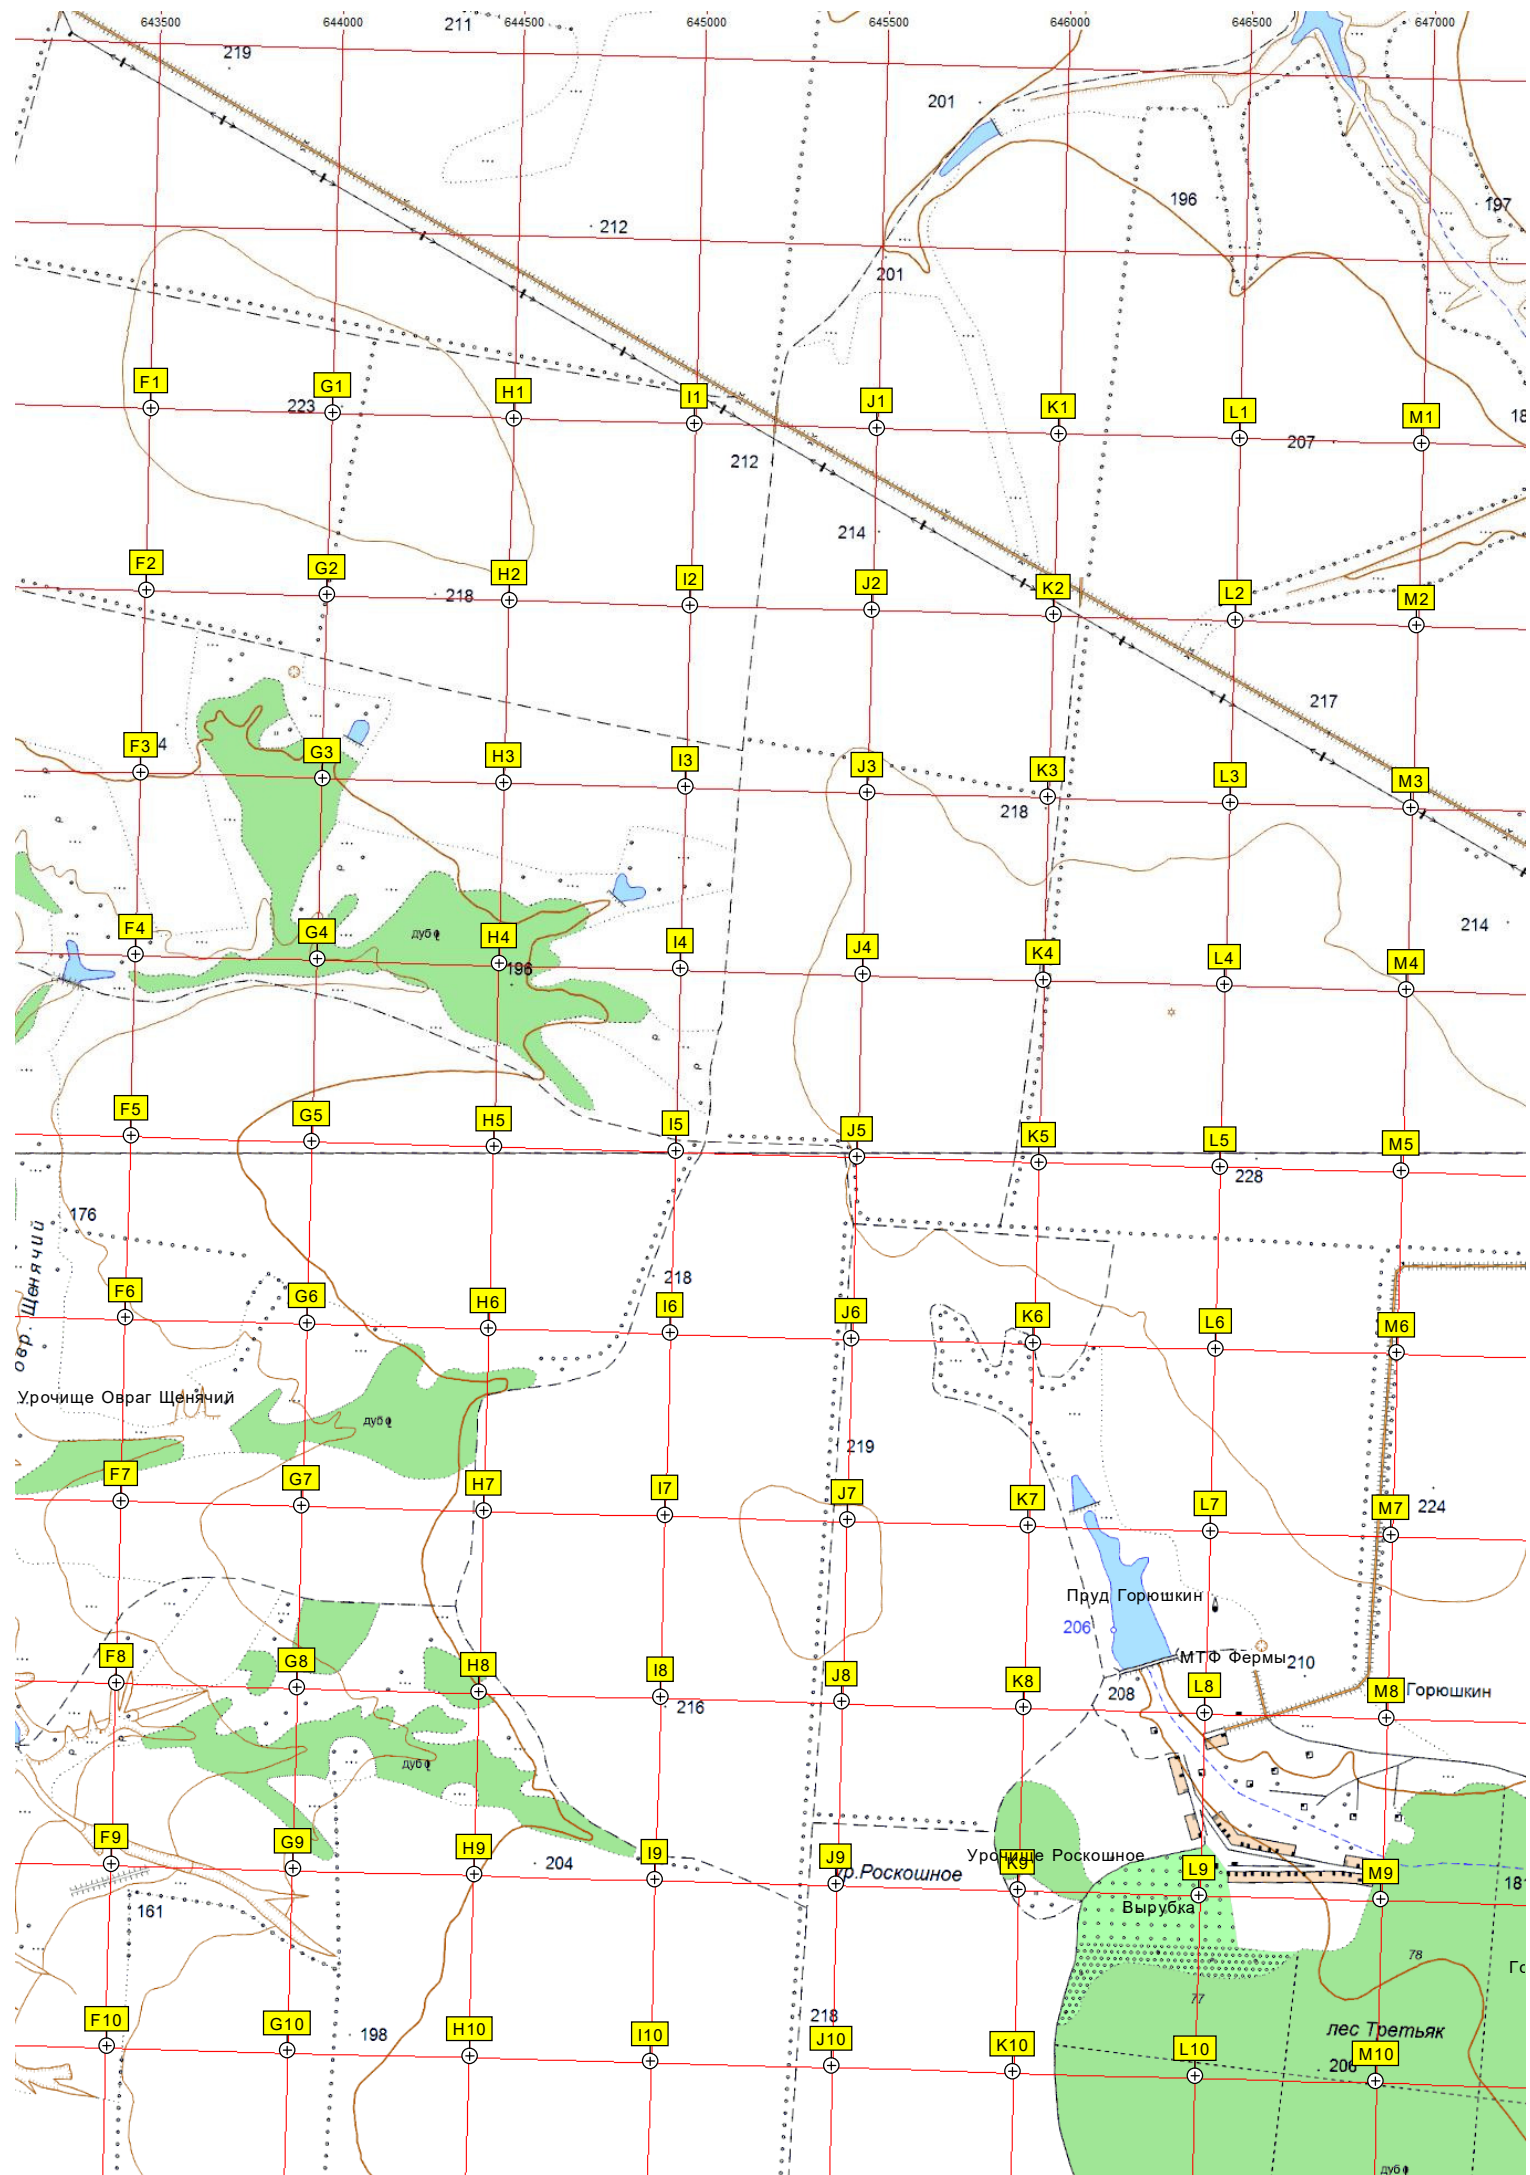 643500 644000 644500 645000 645500 646000 646500 647000
211
219
201
196
197
212
201
F1 G1 H1 I1 J1 K1 L1 M1
223
207
18
212
214
F2 G2 H2 I2 J2 K2 L2 M2
218
217
F3 G3 H3 I3 J3 K3 L3 M3
4
218
214
F4 G4 H4 I4 J4 K4 L4 M4
дуб
196
F5 G5 H5 I5 J5 K5 L5 M5
228
176
овр. Щенячий
218
F6 G6 H6 I6 J6 K6 L6 M6
Урочище Овраг Щенячий
дуб
219
F7 G7 H7 I7 J7 K7 L7 M7
224
Пруд Горюшкин
206
МТФ Фермы
210
F8 G8 H8 I8 J8 K8 L8 M8
216
208
Горюшкин
дуб
F9 G9 H9 I9 J9 K9 L9 M9
204
ур.Роскошное
Урочище Роскошное
181
161
Вырубка
78
Го
77
F10 G10 H10 I10 J10 K10 L10 M10
198
218
лес Третьяк
206
дуб